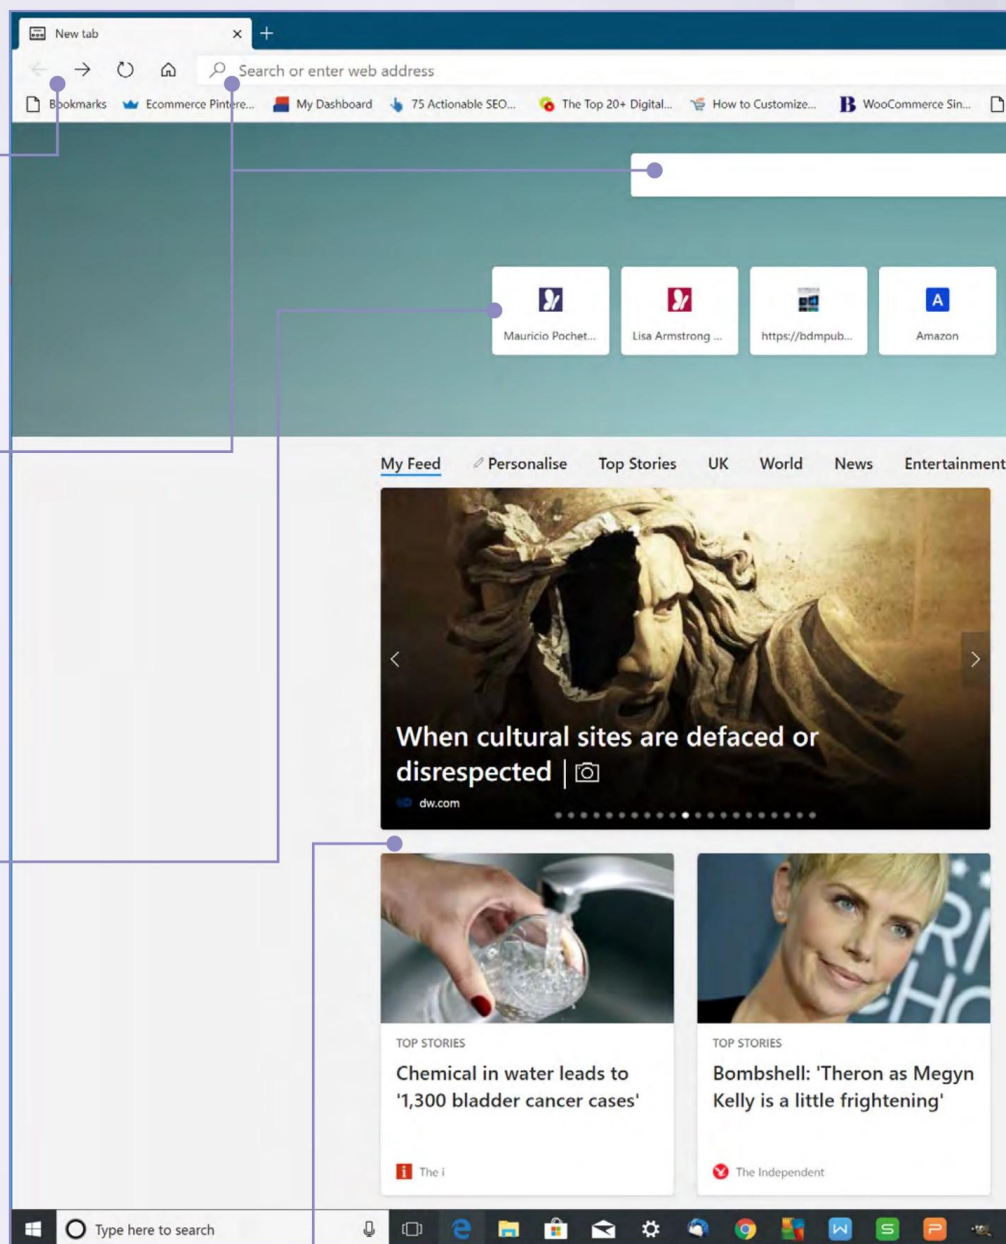 New tab
Search or enter web address
Bookmarks Ecommerce Pintere... My Dashboard 75 Actionable SEO... The Top 20+ Digital... How to Customize... B WooCommerce Sin...
Mauricio Pochet... Lisa Armstrong ... https://bdmpub... A Amazon
My Feed Personalise Top Stories UK World News Entertainment
When cultural sites are defaced or
disrespected
dw.com
TOP STORIES
Chemical in water leads to
'1,300 bladder cancer cases'
i The i
TOP STORIES
Bombshell: 'Theron as Megyn
Kelly is a little frightening'
The Independent
Type here to search